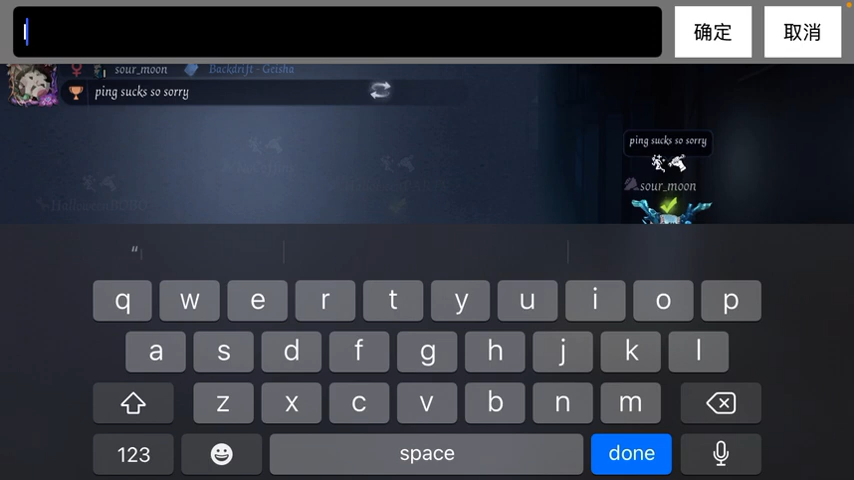 l
确定
取消
sour_moon
Backdrift - Geisha
ping sucks so sorry
ping sucks so sorry
sour_moon
“l
q w e r t y u i o p
a s d f g h j k l
z x c v b n m
123
space
done